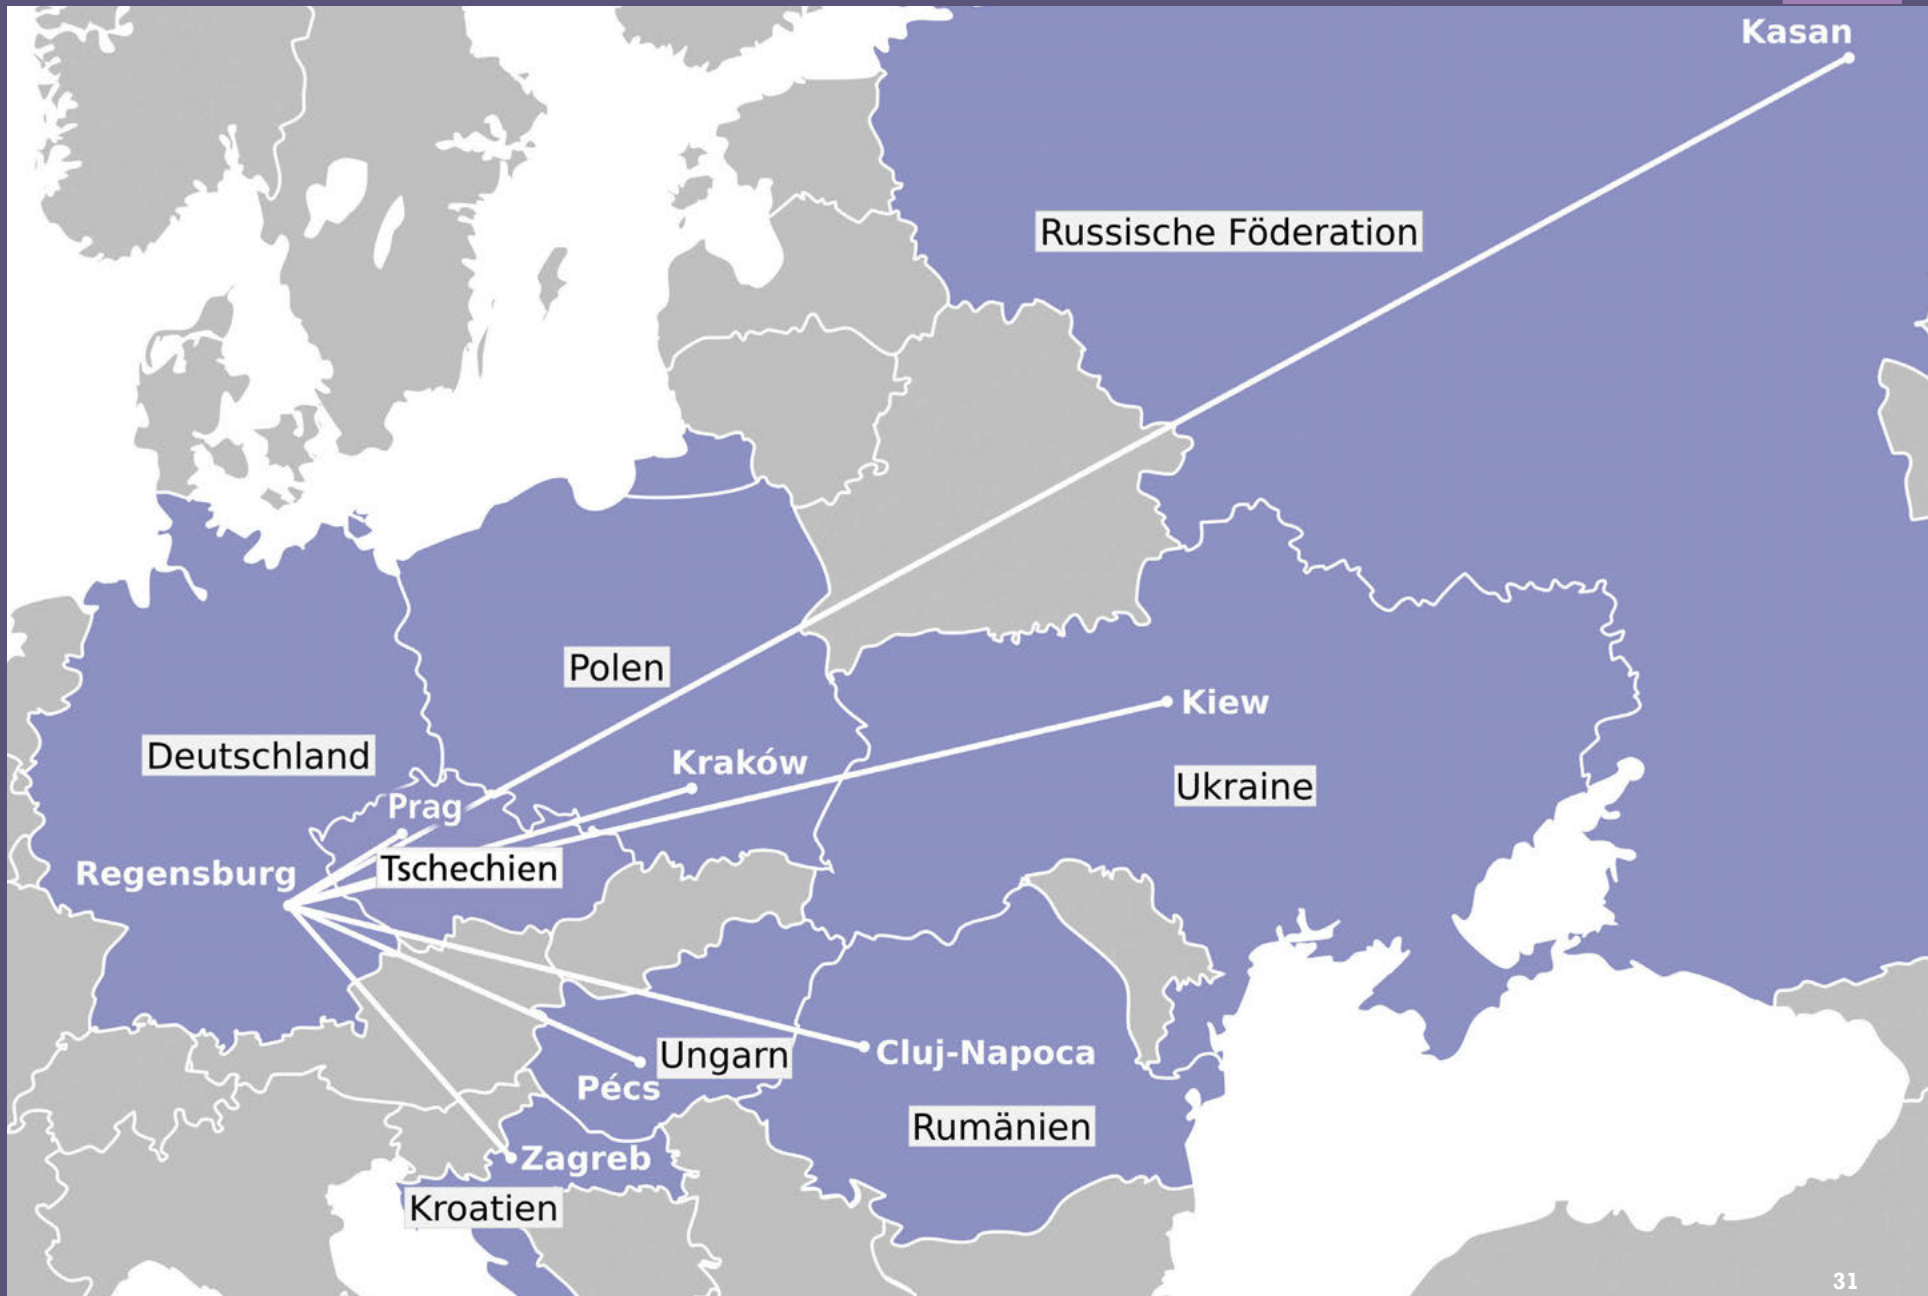 Kasan
Russische Föderation
Polen
Kiew
Deutschland
Kraków
Ukraine
Prag
Tschechien
Regensburg
Ungarn
Cluj-Napoca
Pécs
Rumänien
Zagreb
Kroatien
31